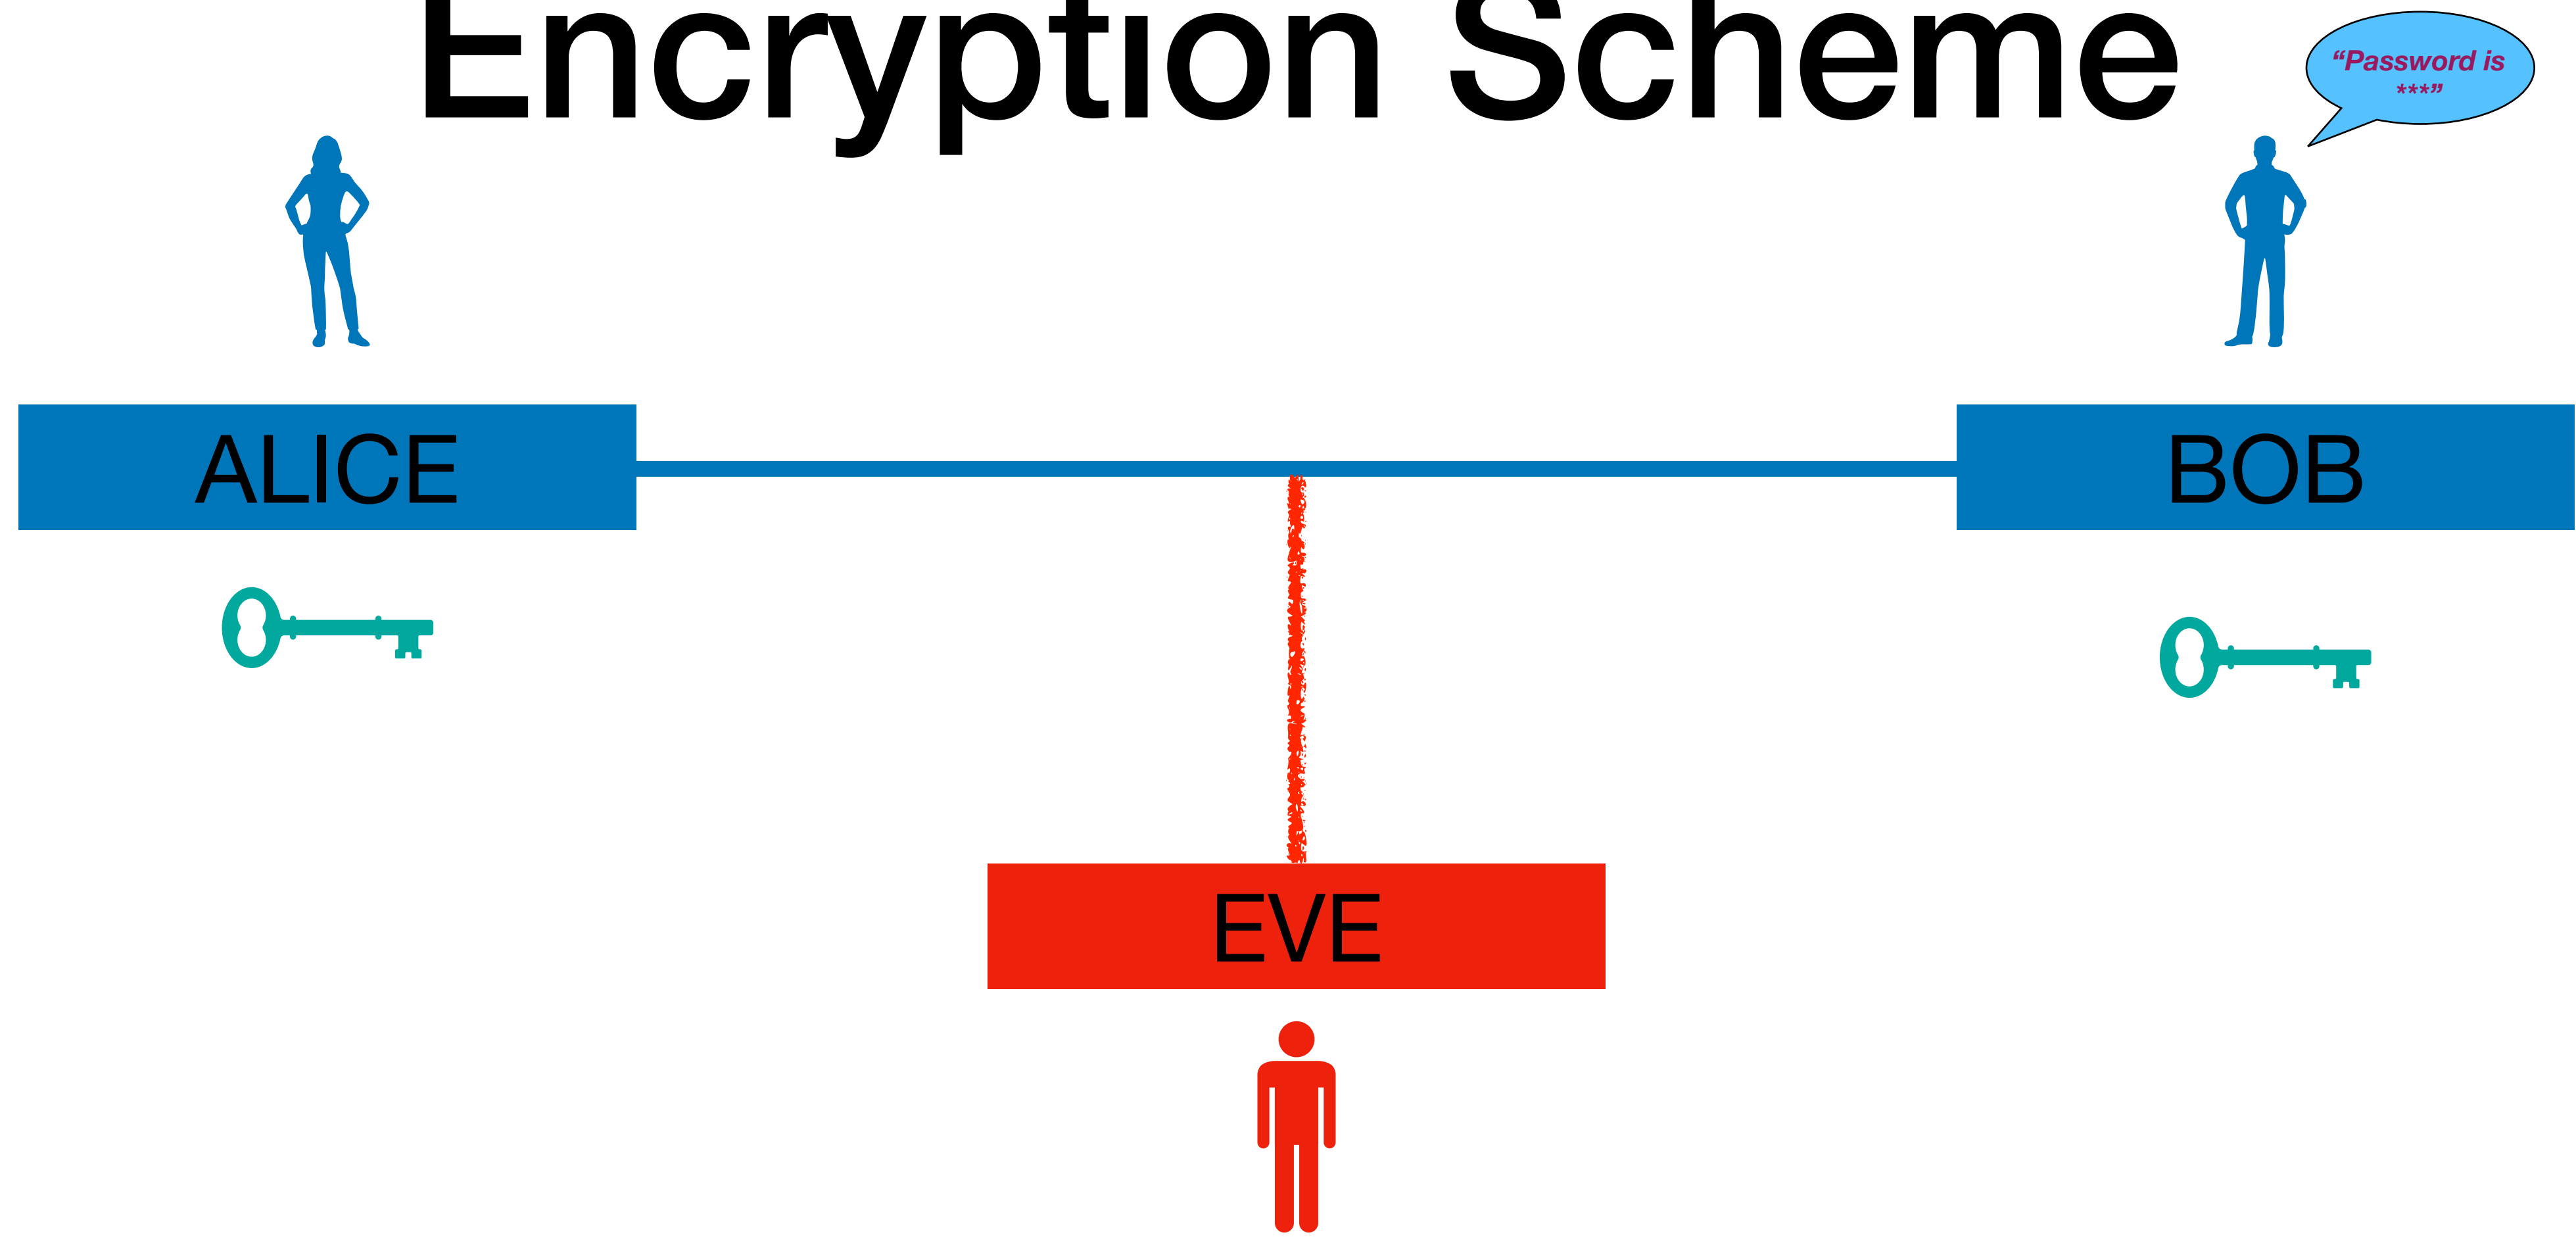 Encryption Scheme
“Password is
***”
ALICE
BOB
EVE